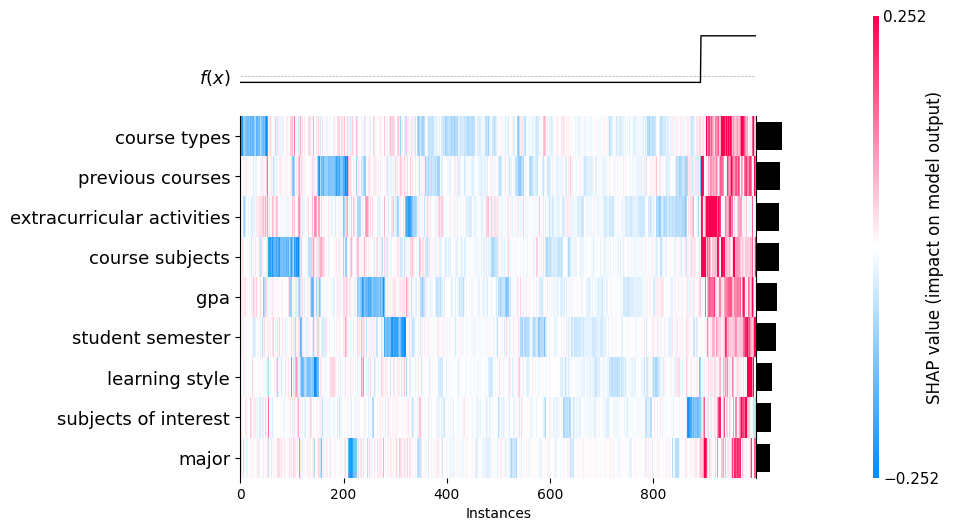 0.252
f(x)
course types
previous courses
extracurricular activities
course subjects
gpa
student semester
learning style
subjects of interest
major
0 200 400 600 800
Instances
SHAP value (impact on model output)
−0.252